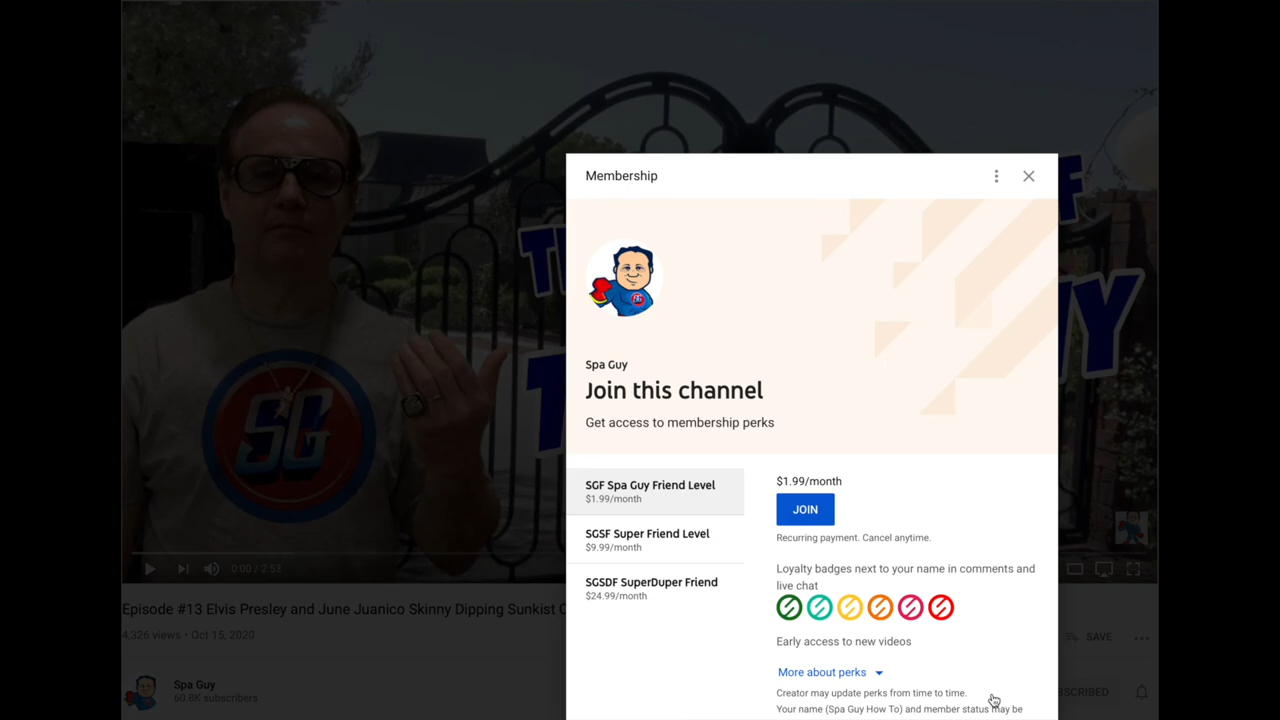 Membership
SG
Spa Guy
Join this channel
Get access to membership perks
SGF Spa Guy Friend Level
$1.99/month
SGSF Super Friend Level
$9.99/month
SGSDF SuperDuper Friend
$24.99/month
$1.99/month
JOIN
Recurring payment. Cancel anytime.
Loyalty badges next to your name in comments and
live chat
Early access to new videos
More about perks
Creator may update perks from time to time.
Your name (Spa Guy How To) and member status may be
SG
0:00 / 2:53
Episode #13 Elvis Presley and June Juanico Skinny Dipping Sunkist
4,326 views • Oct 15, 2020
SAVE
Spa Guy
60.8K subscribers